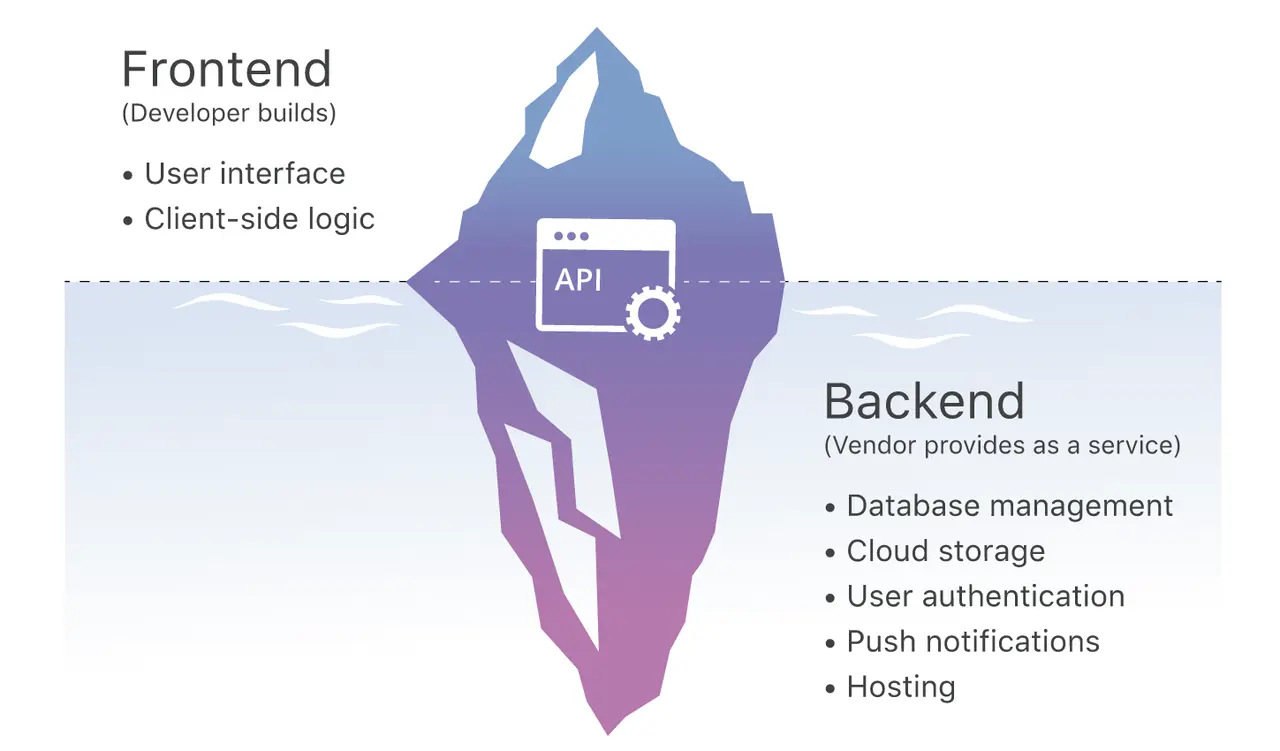 Frontend
(Developer builds)
• User interface
• Client-side logic
API
Backend
(Vendor provides as a service)
• Database management
• Cloud storage
• User authentication
• Push notifications
• Hosting